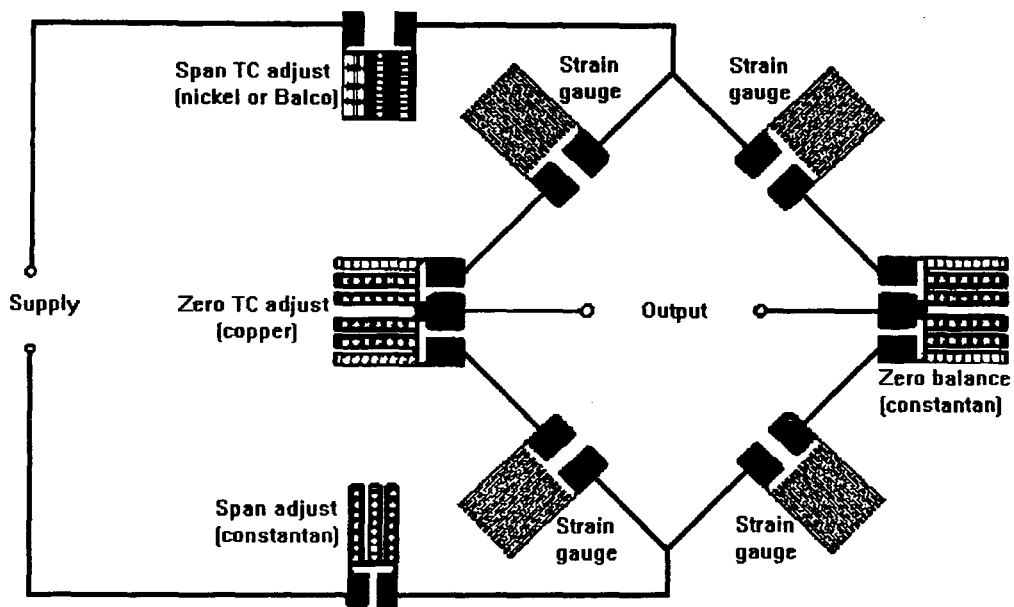 Span TC adjust
(nickel or Balco)
Strain
gauge
Strain
gauge
Supply
Zero TC adjust
(copper)
Output
Zero balance
(constantan)
Span adjust
(constantan)
Strain
gauge
Strain
gauge